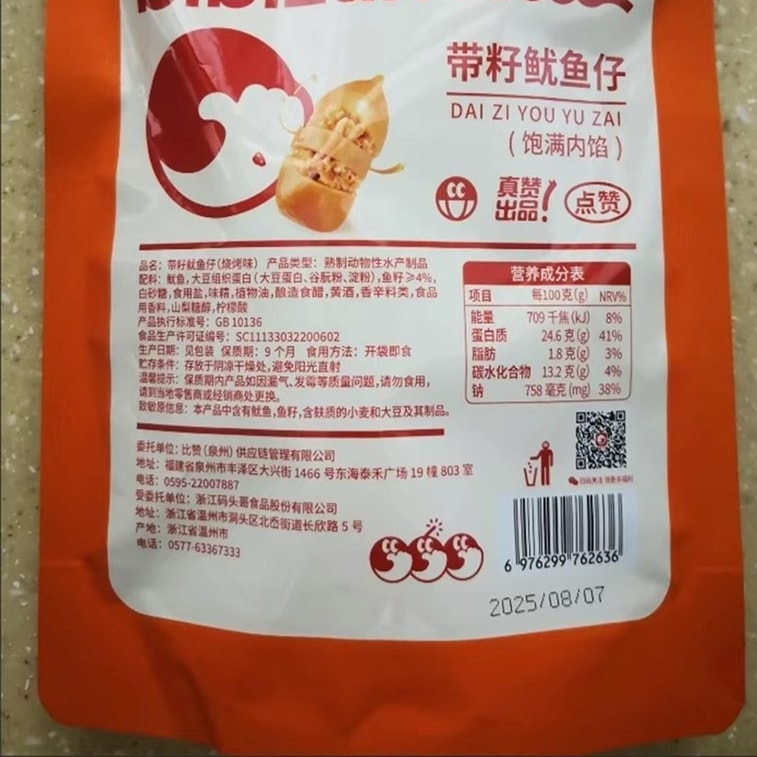 带籽鱿鱼仔
DAI ZI YOU YU ZAI
(饱满内馅)
真赞
出品!
点赞
品名：带籽鱿鱼仔(烧烤味) 产品类型：熟制动物性水产制品
配料：鱿鱼,大豆组织蛋白(大豆蛋白、谷朊粉、淀粉),鱼籽≥4%,
白砂糖,食用盐,味精,植物油,酿造食醋,黄酒,香辛料类,食品
用香料,山梨糖醇,柠檬酸
产品执行标准号：GB 10136
食品生产许可证编号：SC11133032200602
生产日期：见包装 保质期：9个月 食用方法：开袋即食
贮存条件：存放于阴凉干燥处,避免阳光直射
温馨提示：保质期内产品如因漏气、发霉等质量问题,请勿食用,
请到当地零售商或经销商处更换。
致敏原信息：本产品中含有鱿鱼,鱼籽,含麸质的小麦和大豆及其制品。
营养成分表
项目 每100克(g) NRV%
能量 709 千焦(kJ) 8%
蛋白质 24.6 克(g) 41%
脂肪 1.8 克(g) 3%
碳水化合物 13.2 克(g) 4%
钠 758 毫克(mg) 38%
委托单位：比赞(泉州)供应链管理有限公司
地址：福建省泉州市丰泽区大兴街1466号东海泰禾广场19幢803室
电话：0595-22007887
受委托单位：浙江码头哥食品股份有限公司
地址：浙江省温州市洞头区北岙街道长欣路5号
产地：浙江省温州市
电话：0577-63367333
6 976299 762636
2025/08/07